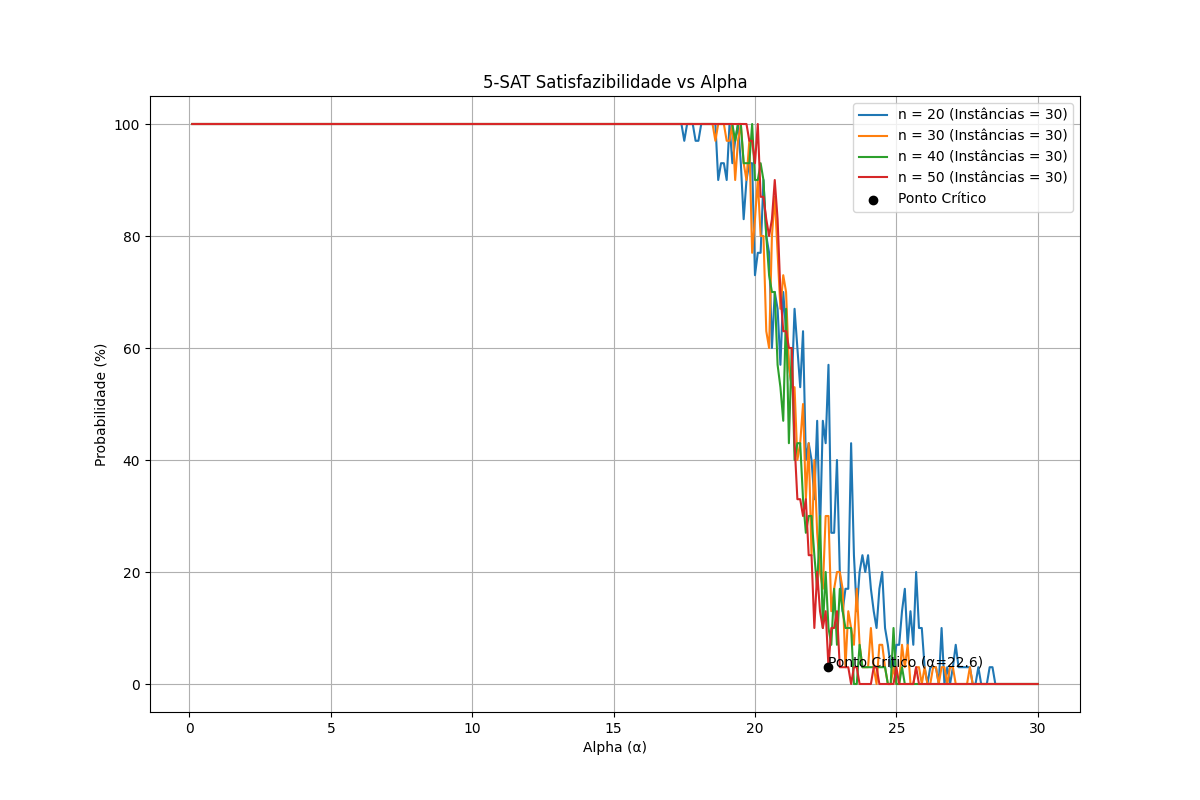 5-SAT Satisfazibilidade vs Alpha
100
80
60
40
20
0
Probabilidade (%)
n = 20 (Instâncias = 30)
n = 30 (Instâncias = 30)
n = 40 (Instâncias = 30)
n = 50 (Instâncias = 30)
Ponto Crítico
Ponto Crítico (α=22.6)
0
5
10
15
20
25
30
Alpha (α)